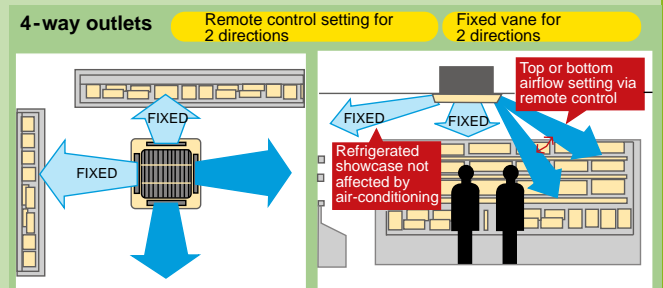 4-way outlets
Remote control setting for
2 directions
Fixed vane for
2 directions
FIXED
FIXED
FIXED
FIXED
Top or bottom
airflow setting via
remote control
Refrigerated
showcase not
affected by
air-conditioning